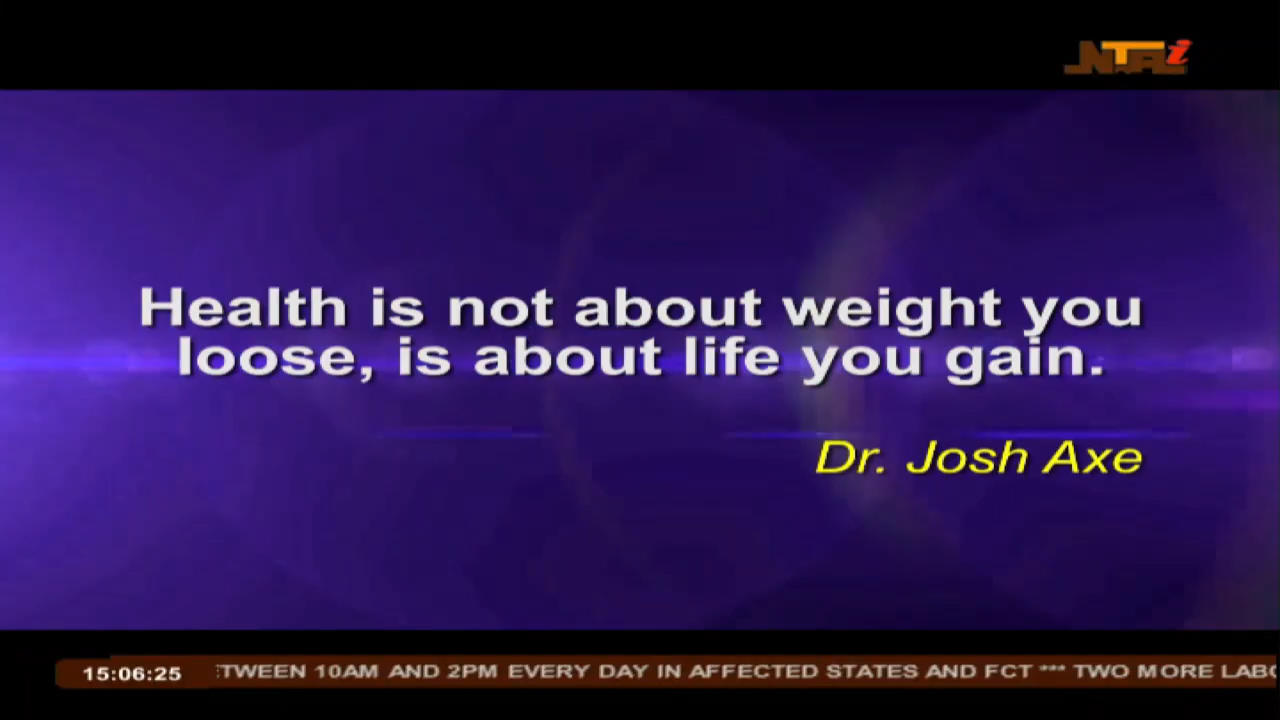 NTA i
Health is not about weight you
loose, is about life you gain.
Dr. Josh Axe
15:06:25
TWEEN 10AM AND 2PM EVERY DAY IN AFFECTED STATES AND FCT *** TWO MORE